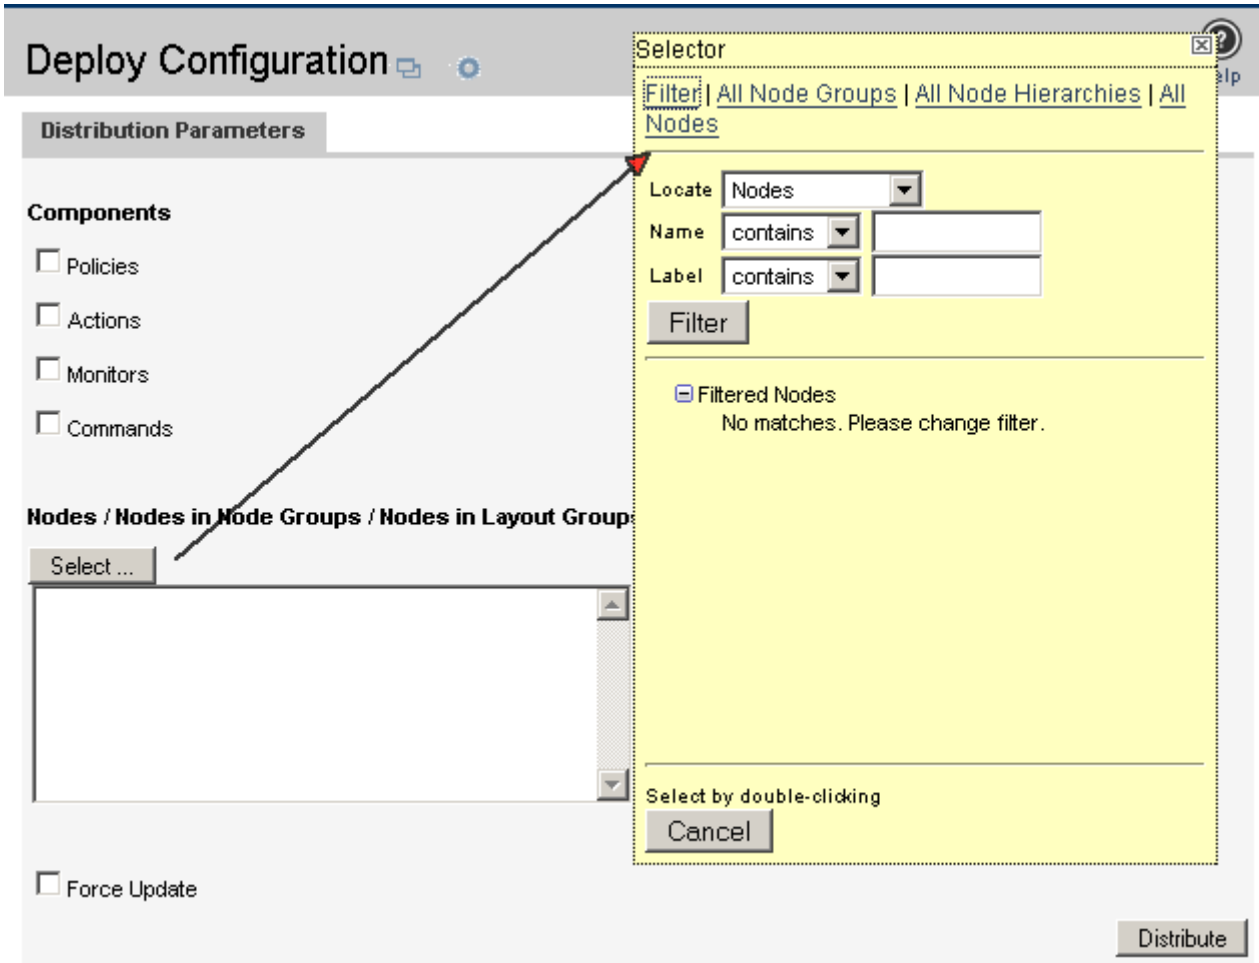 Deploy Configuration
Distribution Parameters
Components
Policies
Actions
Monitors
Commands
Nodes / Nodes in Node Groups / Nodes in Layout Group
Select ...
Force Update
Distribute
Selector
Filter | All Node Groups | All Node Hierarchies | All
Nodes
Locate Nodes
Name contains
Label contains
Filter
Filtered Nodes
No matches. Please change filter.
Select by double-clicking
Cancel
?
elp